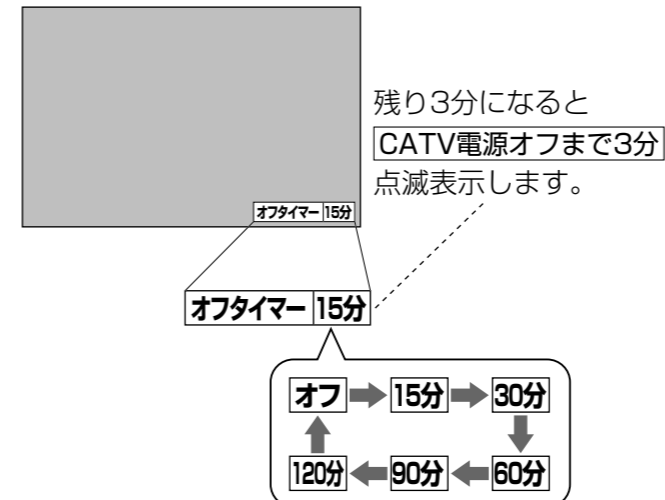 残り3分になると
CATV電源オフまで3分
点滅表示します。
オフタイマー 15分
オフタイマー 15分
オフ 15分 30分
120分 90分 60分